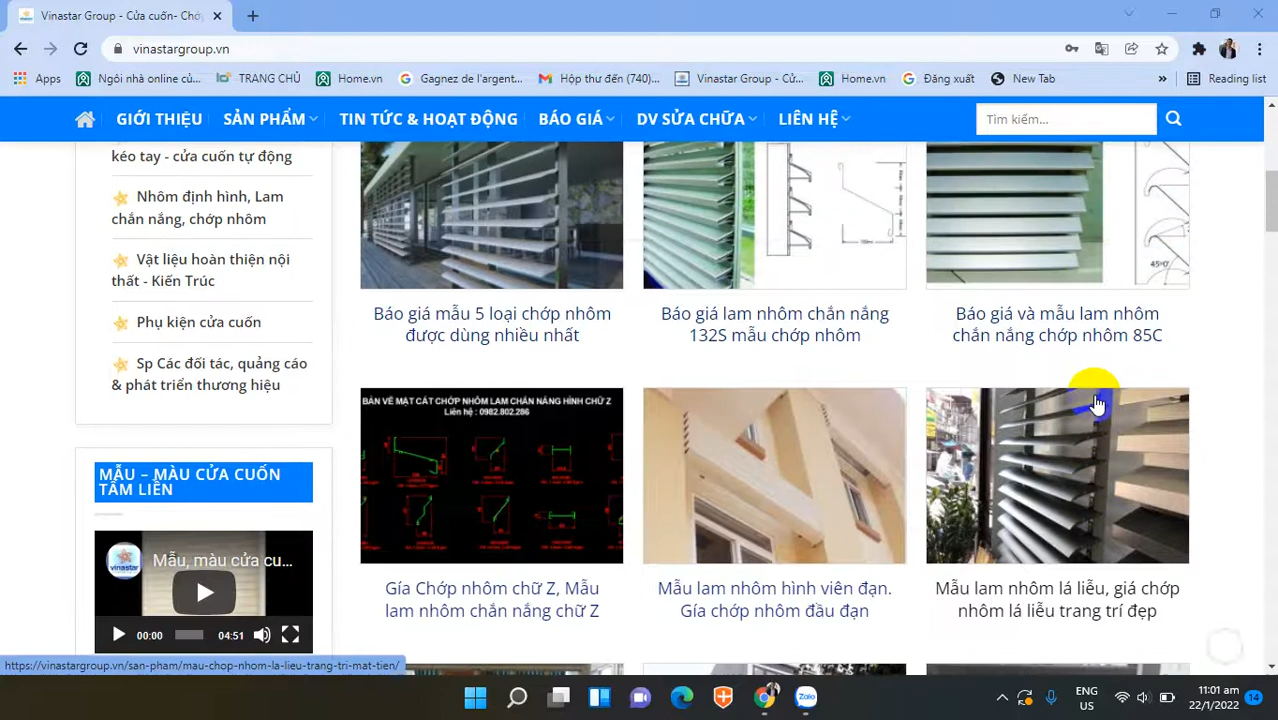 Vinastar Group - Cửa cuốn- Chố
vinastargroup.vn
Apps
Ngôi nhà online củ...
TRANG CHỦ
Home.vn
Gagnez de l'argent...
Hộp thư đến (740)...
Vinastar Group - Cử...
Home.vn
Đăng xuất
New Tab
Reading list
GIỚI THIỆU
SẢN PHẨM
TIN TỨC & HOẠT ĐỘNG
BÁO GIÁ
DV SỬA CHỮA
LIÊN HỆ
Tìm kiếm...
kéo tay - cửa cuốn tự động
Nhôm định hình, Lam
chắn nắng, chớp nhôm
Vật liệu hoàn thiện nội
thất - Kiến Trúc
Phụ kiện cửa cuốn
Sp Các đối tác, quảng cáo
& phát triển thương hiệu
MẪU – MÀU CỬA CUỐN
TẤM LIỀN
vinastar
Mẫu, màu cửa cu...
00:00
04:51
45º
Báo giá mẫu 5 loại chớp nhôm
được dùng nhiều nhất
Báo giá lam nhôm chắn nắng
132S mẫu chớp nhôm
Báo giá và mẫu lam nhôm
chắn nắng chớp nhôm 85C
BẢN VẼ MẶT CẮT CHỚP NHÔM LAM CHẮN NẮNG HÌNH CHỮ Z
Liên hệ : 0982.802.286
Gía Chớp nhôm chữ Z, Mẫu
lam nhôm chắn nắng chữ Z
Mẫu lam nhôm hình viên đạn.
Gía chớp nhôm đầu đạn
Mẫu lam nhôm lá liễu, giá chớp
nhôm lá liễu trang trí đẹp
https://vinastargroup.vn/san-pham/mau-chop-nhom-la-lieu-trang-tri-mat-tien/
ENG
US
11:01 am
22/1/2022
14